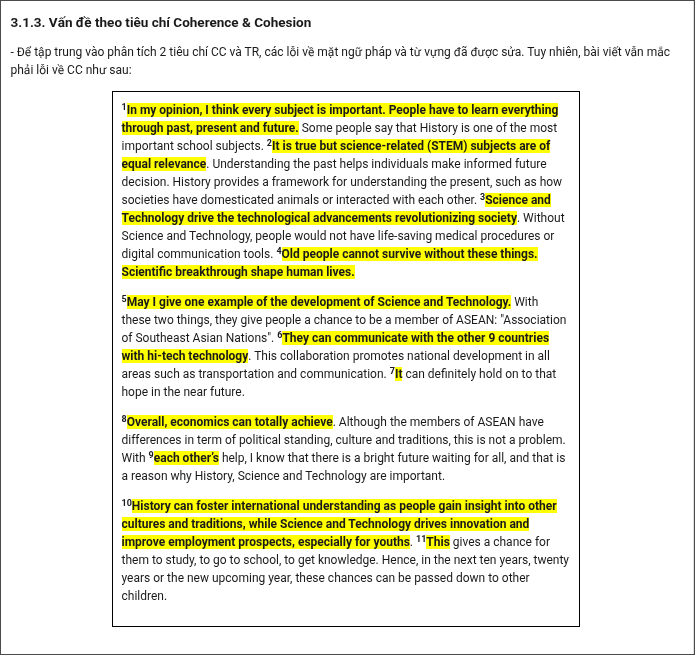 3.1.3. Vấn đề theo tiêu chí Coherence & Cohesion
- Để tập trung vào phân tích 2 tiêu chí CC và TR, các lỗi về mặt ngữ pháp và từ vựng đã được sửa. Tuy nhiên, bài viết vẫn mắc
phải lỗi về CC như sau:
1In my opinion, I think every subject is important. People have to learn everything
through past, present and future. Some people say that History is one of the most
important school subjects. 2It is true but science-related (STEM) subjects are of
equal relevance. Understanding the past helps individuals make informed future
decision. History provides a framework for understanding the present, such as how
societies have domesticated animals or interacted with each other. 3Science and
Technology drive the technological advancements revolutionizing society. Without
Science and Technology, people would not have life-saving medical procedures or
digital communication tools. 4Old people cannot survive without these things.
Scientific breakthrough shape human lives.
5May I give one example of the development of Science and Technology. With
these two things, they give people a chance to be a member of ASEAN: "Association
of Southeast Asian Nations". 6They can communicate with the other 9 countries
with hi-tech technology. This collaboration promotes national development in all
areas such as transportation and communication. 7It can definitely hold on to that
hope in the near future.
8Overall, economics can totally achieve. Although the members of ASEAN have
differences in term of political standing, culture and traditions, this is not a problem.
With 9each other's help, I know that there is a bright future waiting for all, and that is
a reason why History, Science and Technology are important.
10History can foster international understanding as people gain insight into other
cultures and traditions, while Science and Technology drives innovation and
improve employment prospects, especially for youths. 11This gives a chance for
them to study, to go to school, to get knowledge. Hence, in the next ten years, twenty
years or the new upcoming year, these chances can be passed down to other
children.